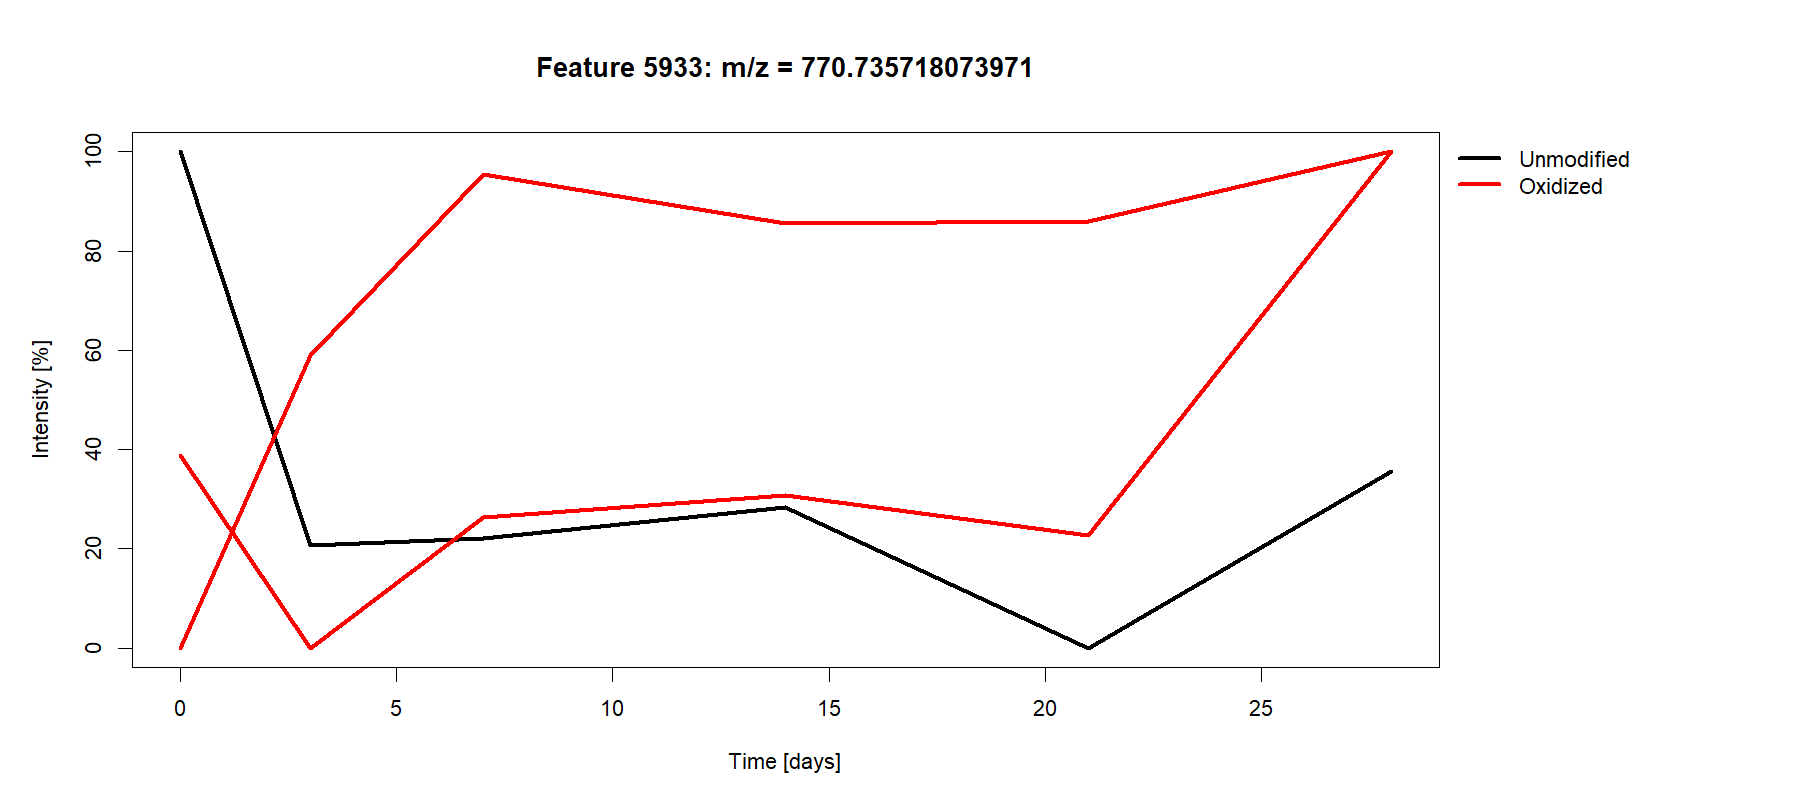 Feature 5933: m/z = 770.735718073971
Unmodified
Oxidized
100
80
60
40
20
0
Intensity [%]
0 5 10 15 20 25
Time [days]